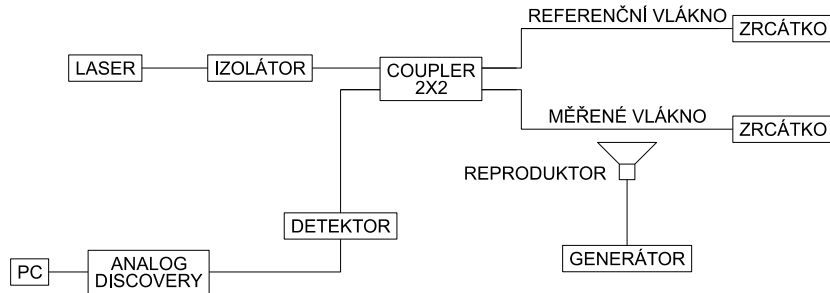 REFERENČNÍ VLÁKNO
ZRCÁTKO
LASER
IZOLÁTOR
COUPLER
2X2
MĚŘENÉ VLÁKNO
ZRCÁTKO
REPRODUKTOR
DETEKTOR
GENERÁTOR
PC
ANALOG
DISCOVERY